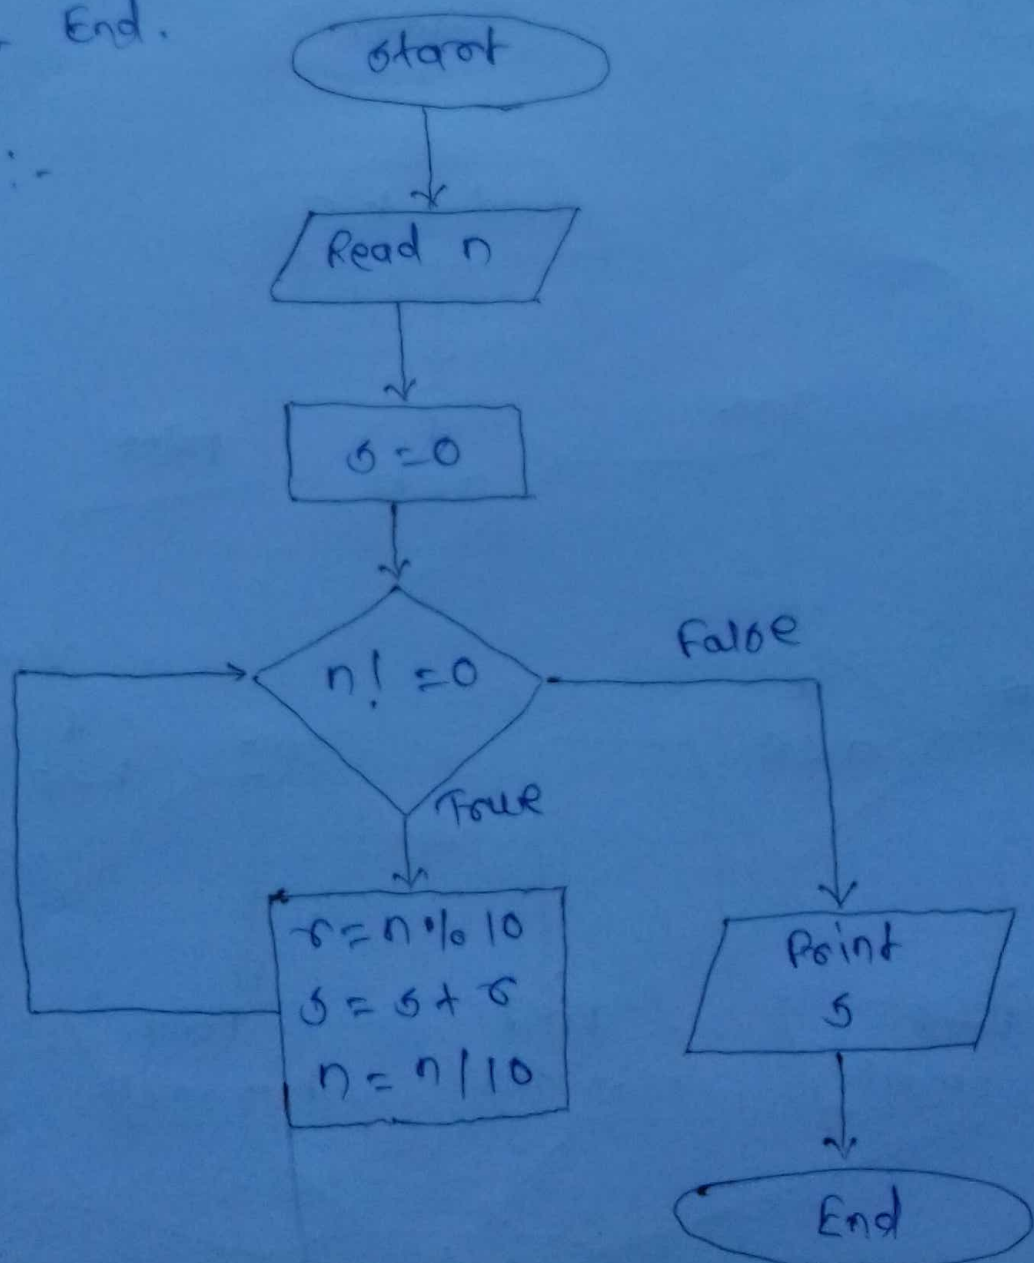 End.
:-
Start
Read n
s=0
n! =0
False
True
r=n% 10
s = s+ r
n = n/10
Print
s
End